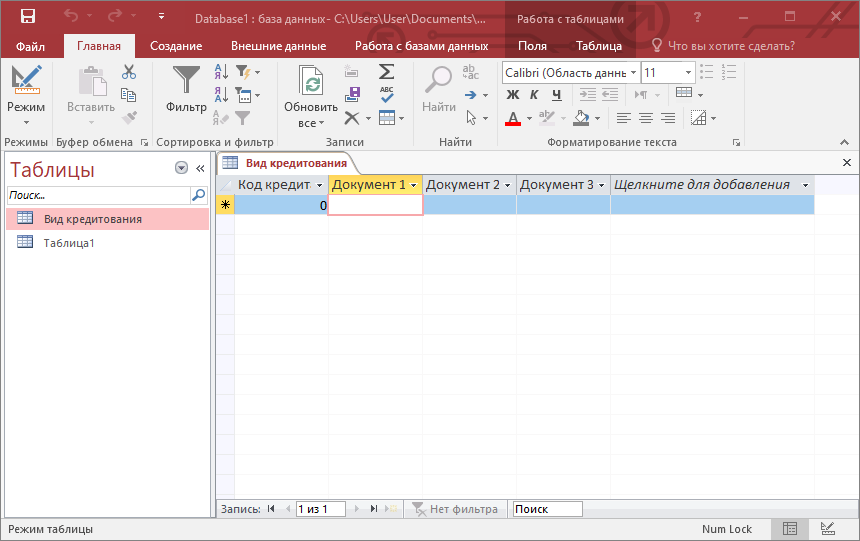 Database1 : база данных- C:\Users\User\Documents\... Работа с таблицами
Файл Главная Создание Внешние данные Работа с базами данных Поля Таблица Что вы хотите сделать?
Режим
Вставить
Фильтр
Обновить все
Найти
Calibri (Область данн 11
Ж К Ч
Режимы Буфер обмена Сортировка и фильтр Записи Найти Форматирование текста
Таблицы
Поиск...
Вид кредитования
Таблица1
Вид кредитования
Код кредит Документ 1 Документ 2 Документ 3 Щелкните для добавления
0
Запись: 1 из 1 Нет фильтра Поиск
Режим таблицы Num Lock